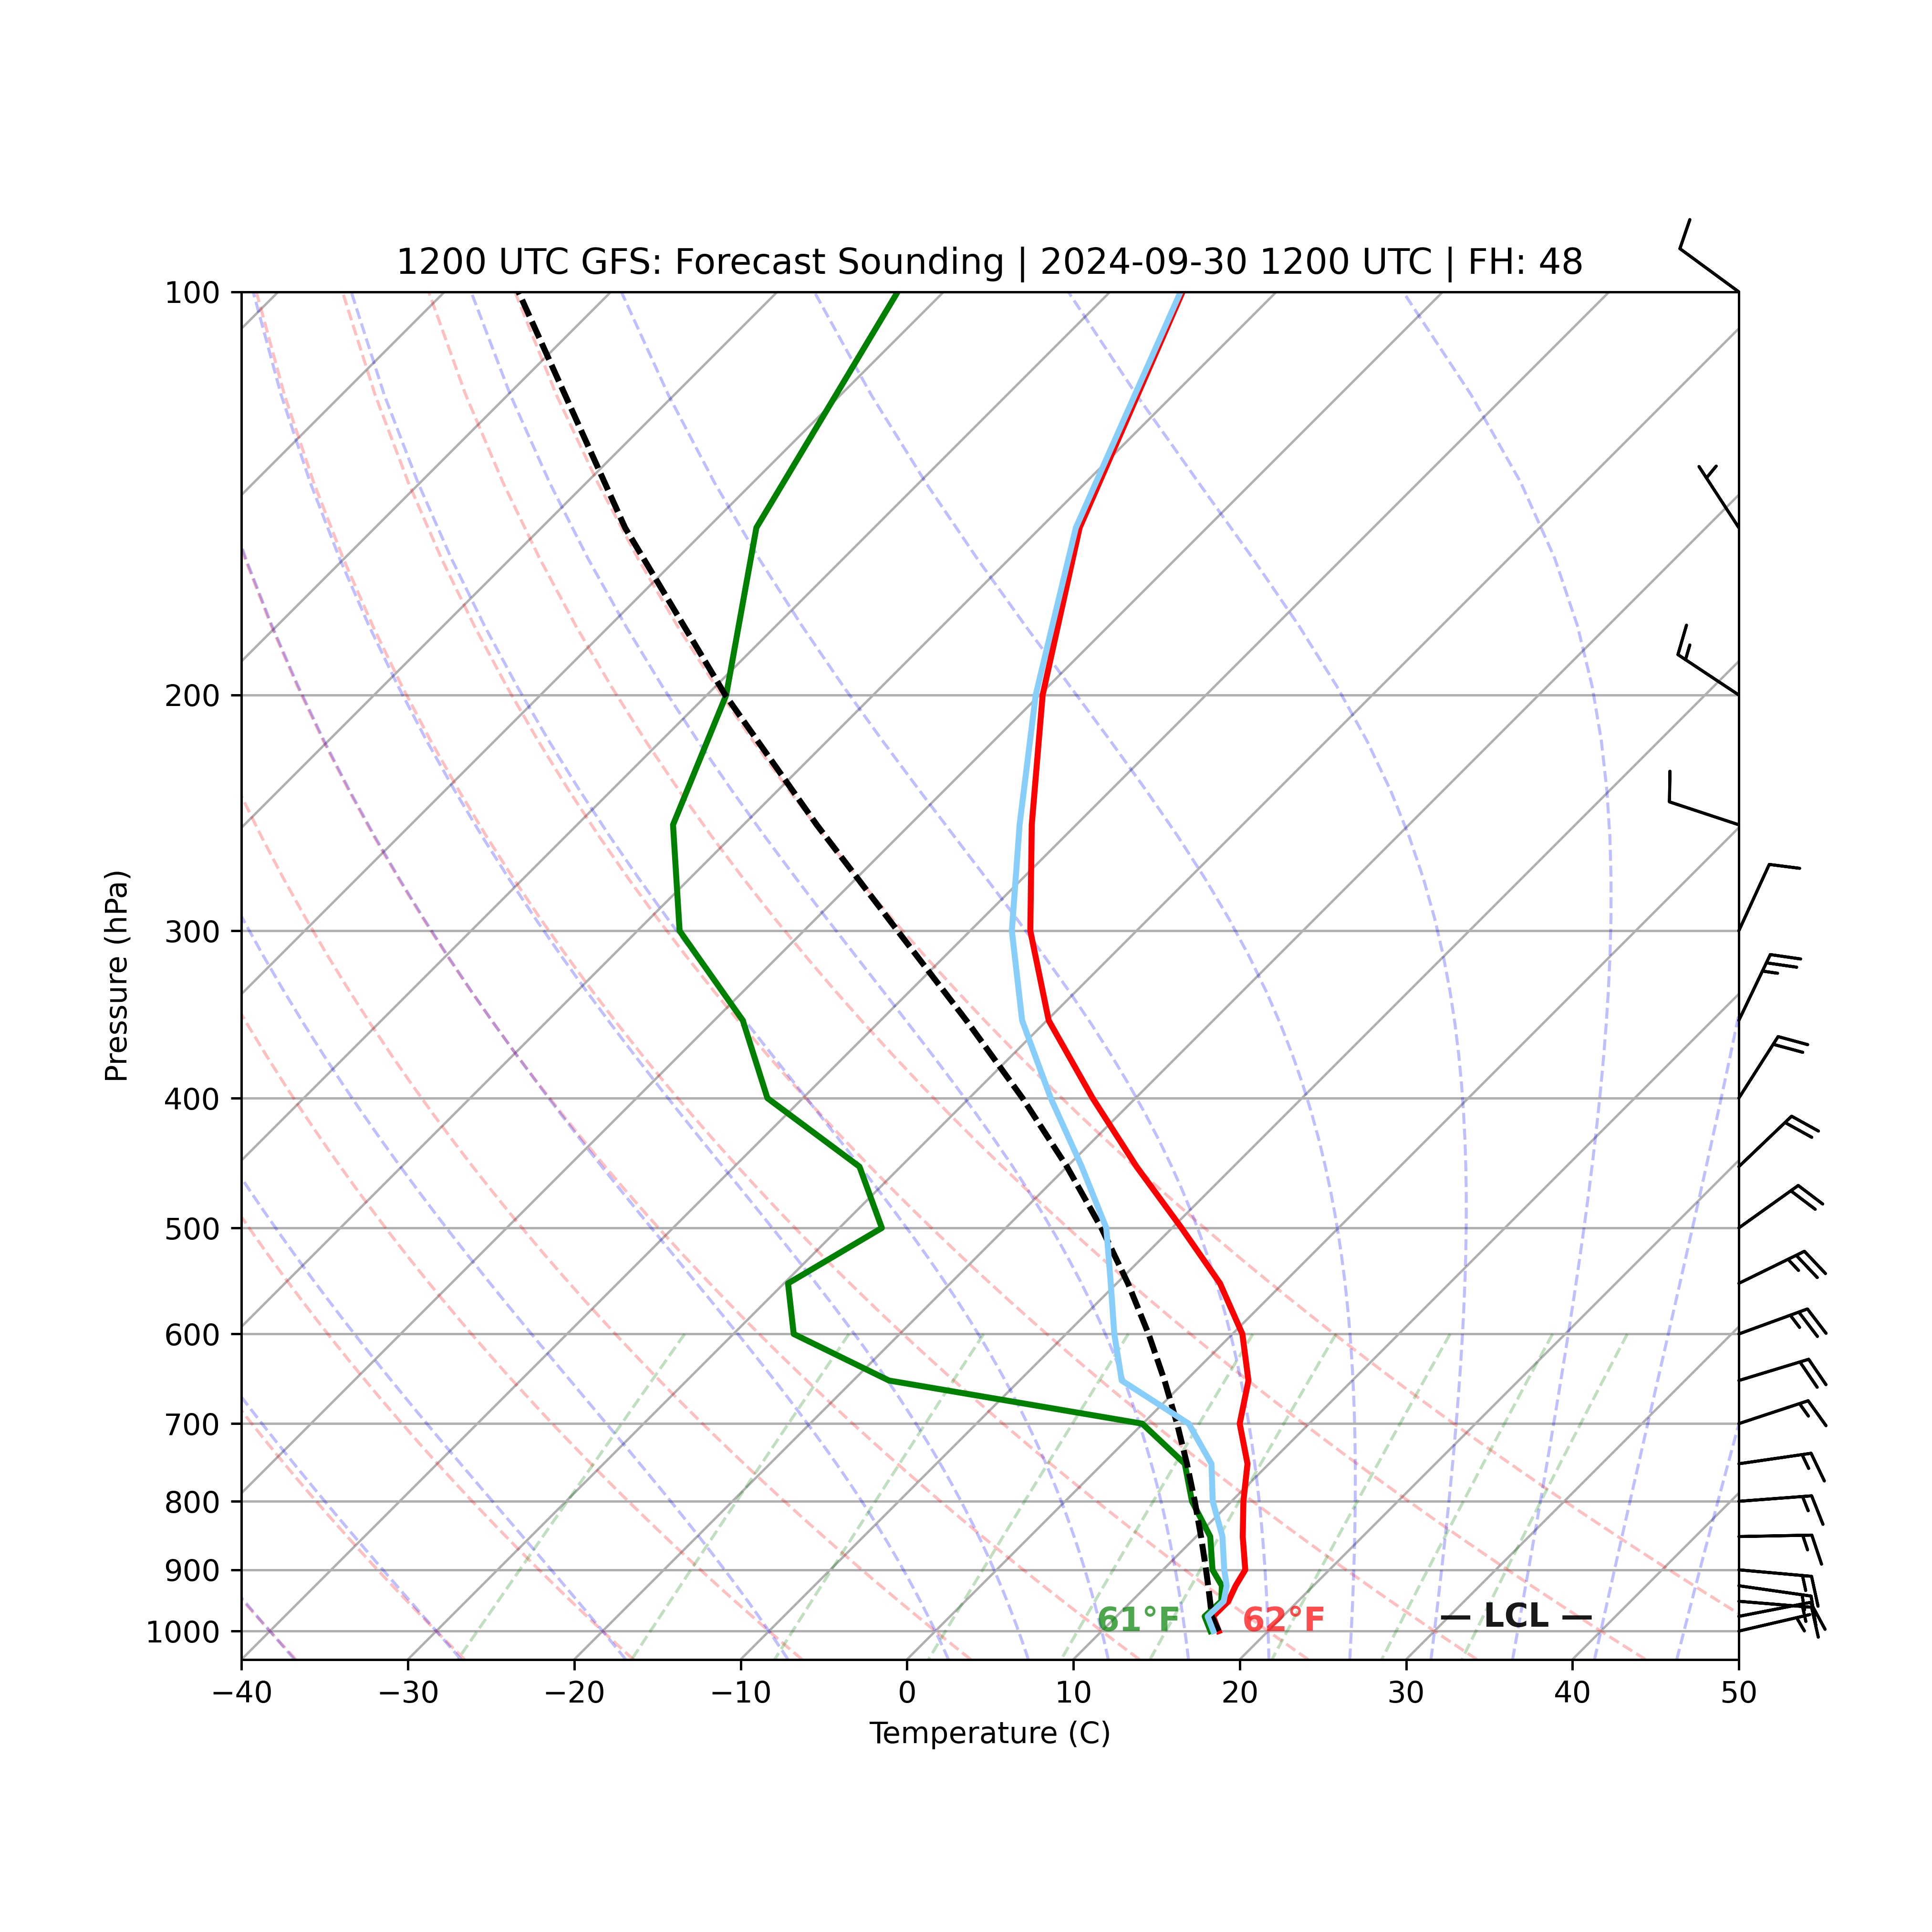 1200 UTC GFS: Forecast Sounding | 2024-09-30 1200 UTC | FH: 48
100
200
300
400
500
600
700
800
900
1000
Pressure (hPa)
61°F 62°F — LCL —
−40 −30 −20 −10 0 10 20 30 40 50
Temperature (C)